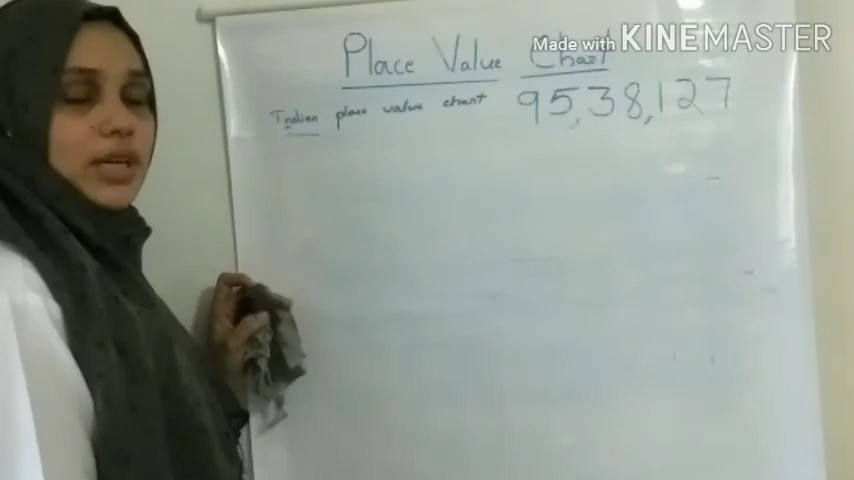 Made with KINEMASTER
Place Value Chart
Indian place value chart 95,38,127